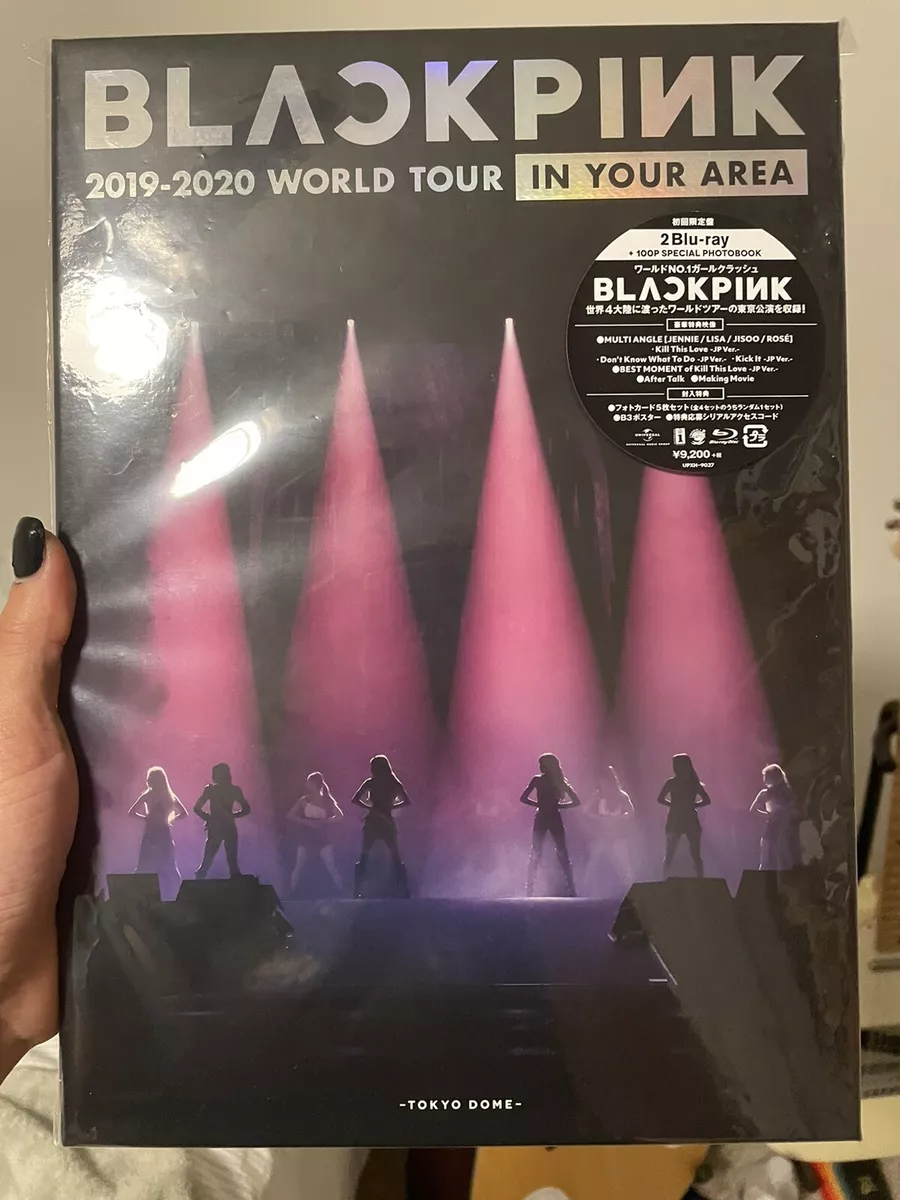 BLACKPINK
2019-2020 WORLD TOUR IN YOUR AREA
初回限定盤
2Blu-ray
+ 100P SPECIAL PHOTOBOOK
ワールドNO.1ガールクラッシュ
BLACKPINK
世界4大陸に渡ったワールドツアーの東京公演を収録!
豪華特典映像
●MULTI ANGLE [JENNIE / LISA / JISOO / ROSÉ]
・Kill This Love -JP Ver.-
・Don't Know What To Do -JP Ver.- ・Kick It -JP Ver.-
●BEST MOMENT of Kill This Love -JP Ver.-
●After Talk ●Making Movie
封入特典
●フォトカード5枚セット(全4セットのうちランダム1セット)
●B3ポスター ●特典応募シリアルアクセスコード
UNIVERSAL
UNIVERSAL MUSIC GROUP
Blu-ray Disc
¥9,200+税
UPXH-9027
-TOKYO DOME-